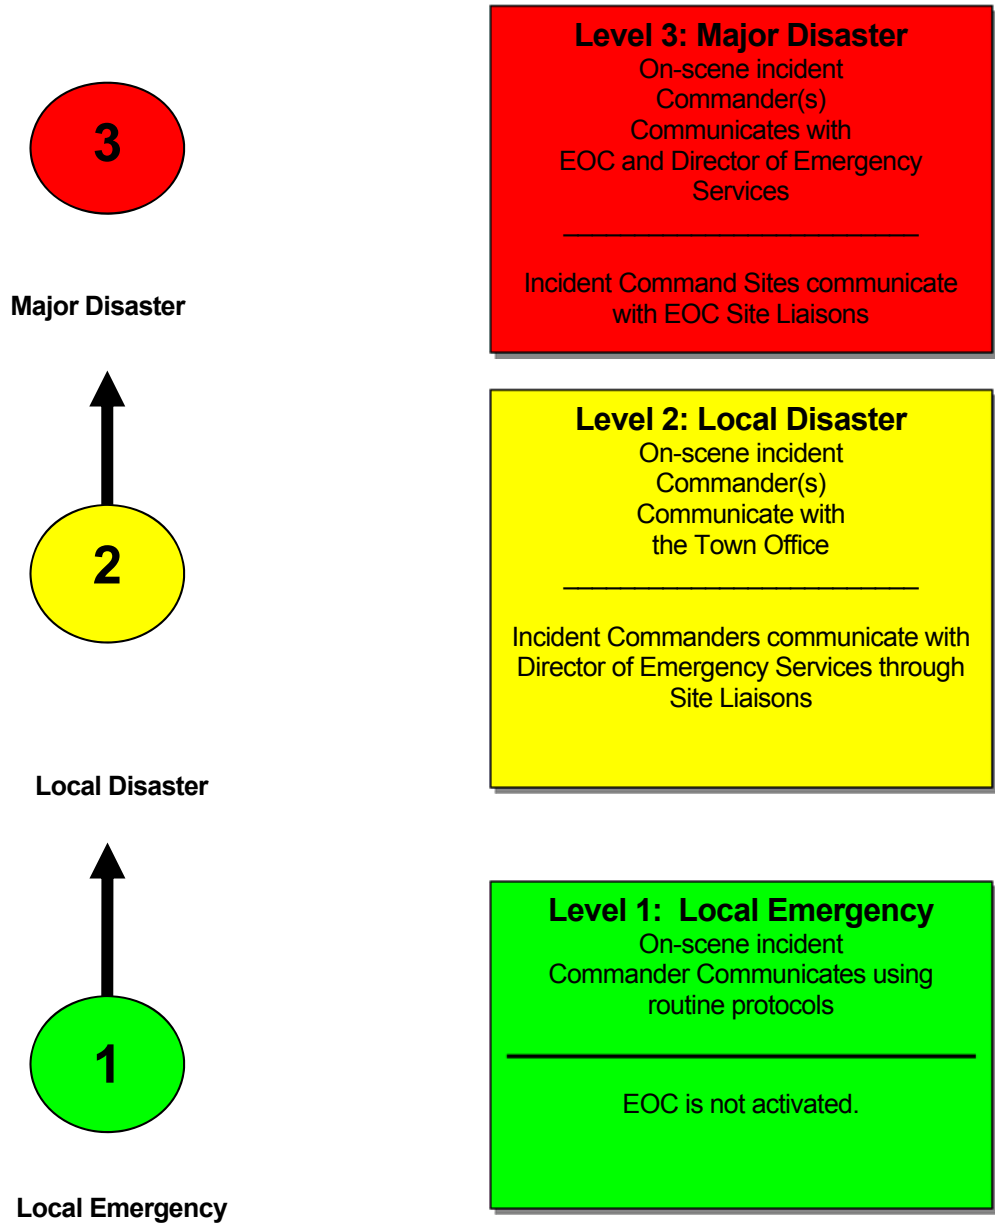 3
Major Disaster
Level 3: Major Disaster
On-scene incident
Commander(s)
Communicates with
EOC and Director of Emergency
Services
Incident Command Sites communicate
with EOC Site Liaisons
2
Local Disaster
Level 2: Local Disaster
On-scene incident
Commander(s)
Communicate with
the Town Office
Incident Commanders communicate with
Director of Emergency Services through
Site Liaisons
1
Local Emergency
Level 1:  Local Emergency
On-scene incident
Commander Communicates using
routine protocols
EOC is not activated.